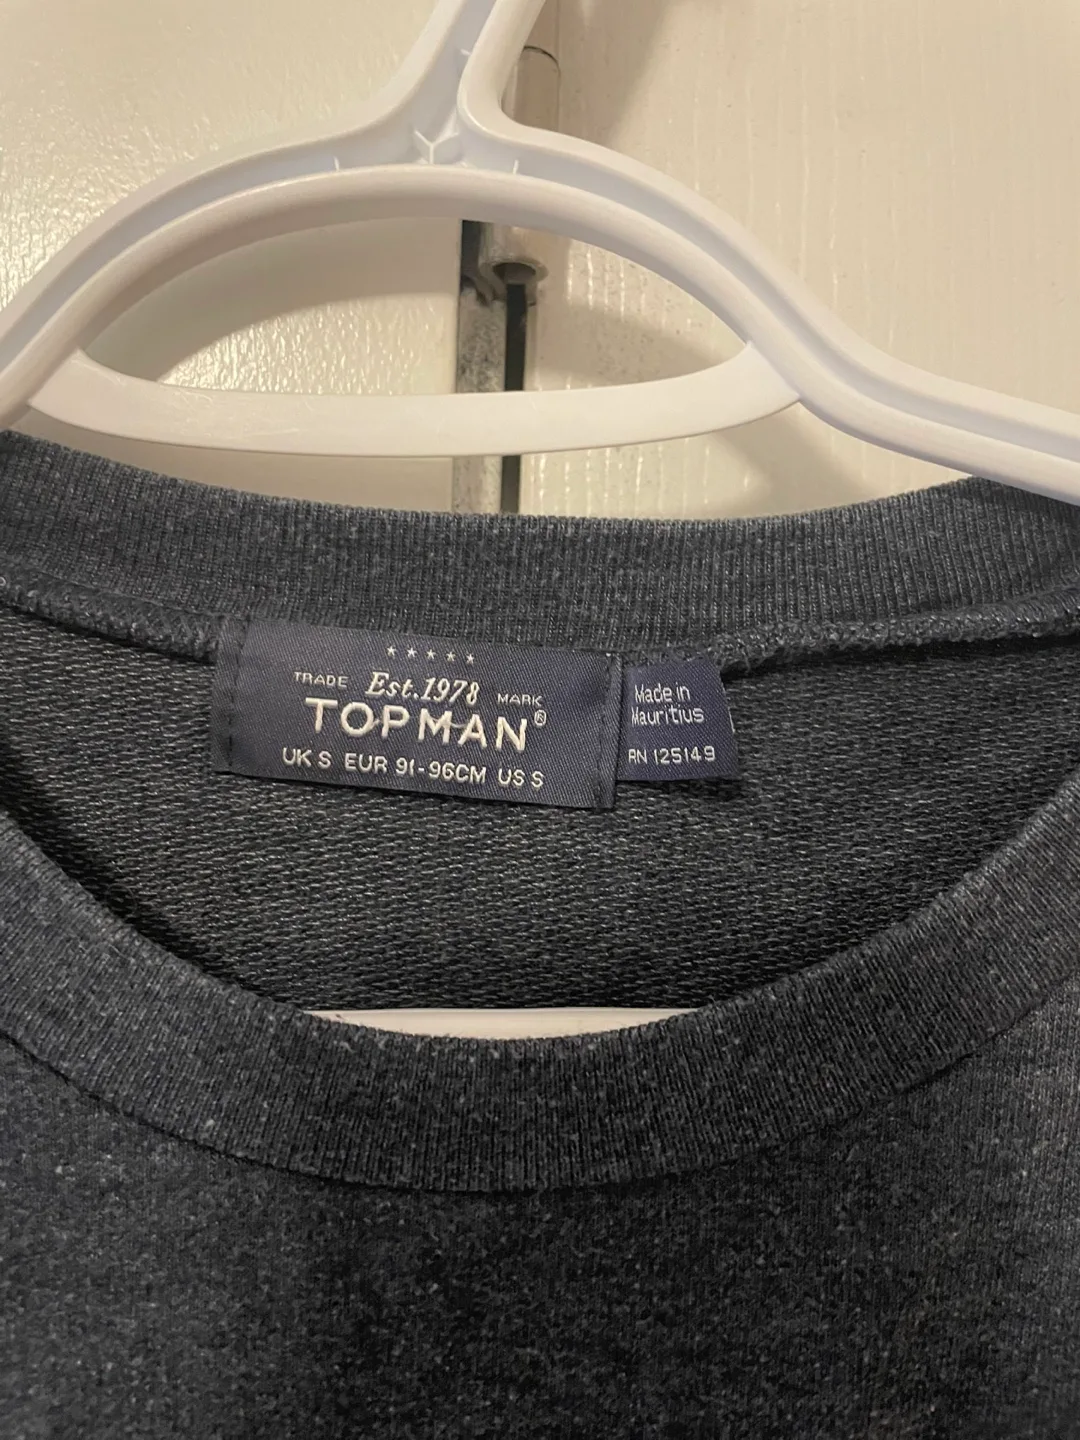 ★★★★★
TRADE Est.1978 MARK
TOPMAN®
UK S EUR 91-96CM US S
Made in
Mauritius
RN 125149